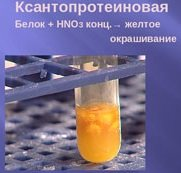 Ксантопротеиновая
Белок + HNO3 конц.→ желтое
окрашивание